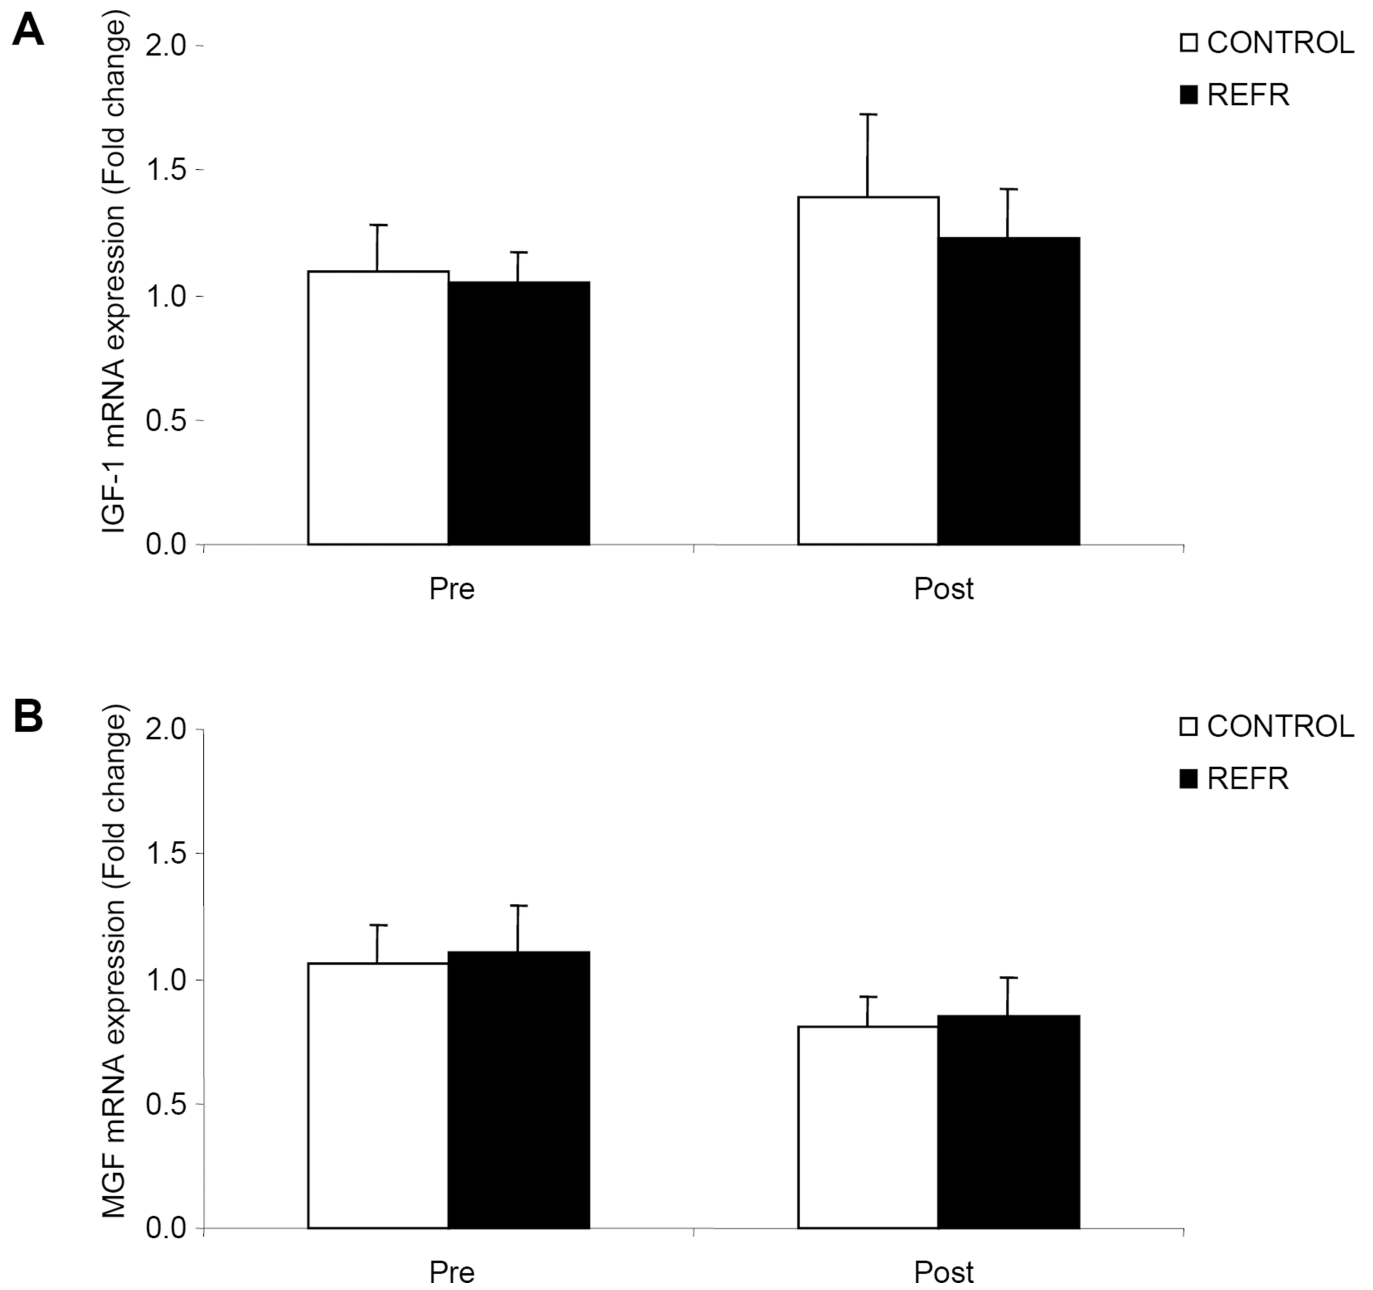 A
IGF-1 mRNA expression (Fold change)
2.0
1.5
1.0
0.5
0.0
Pre
Post
CONTROL
REFR
B
MGF mRNA expression (Fold change)
2.0
1.5
1.0
0.5
0.0
Pre
Post
CONTROL
REFR